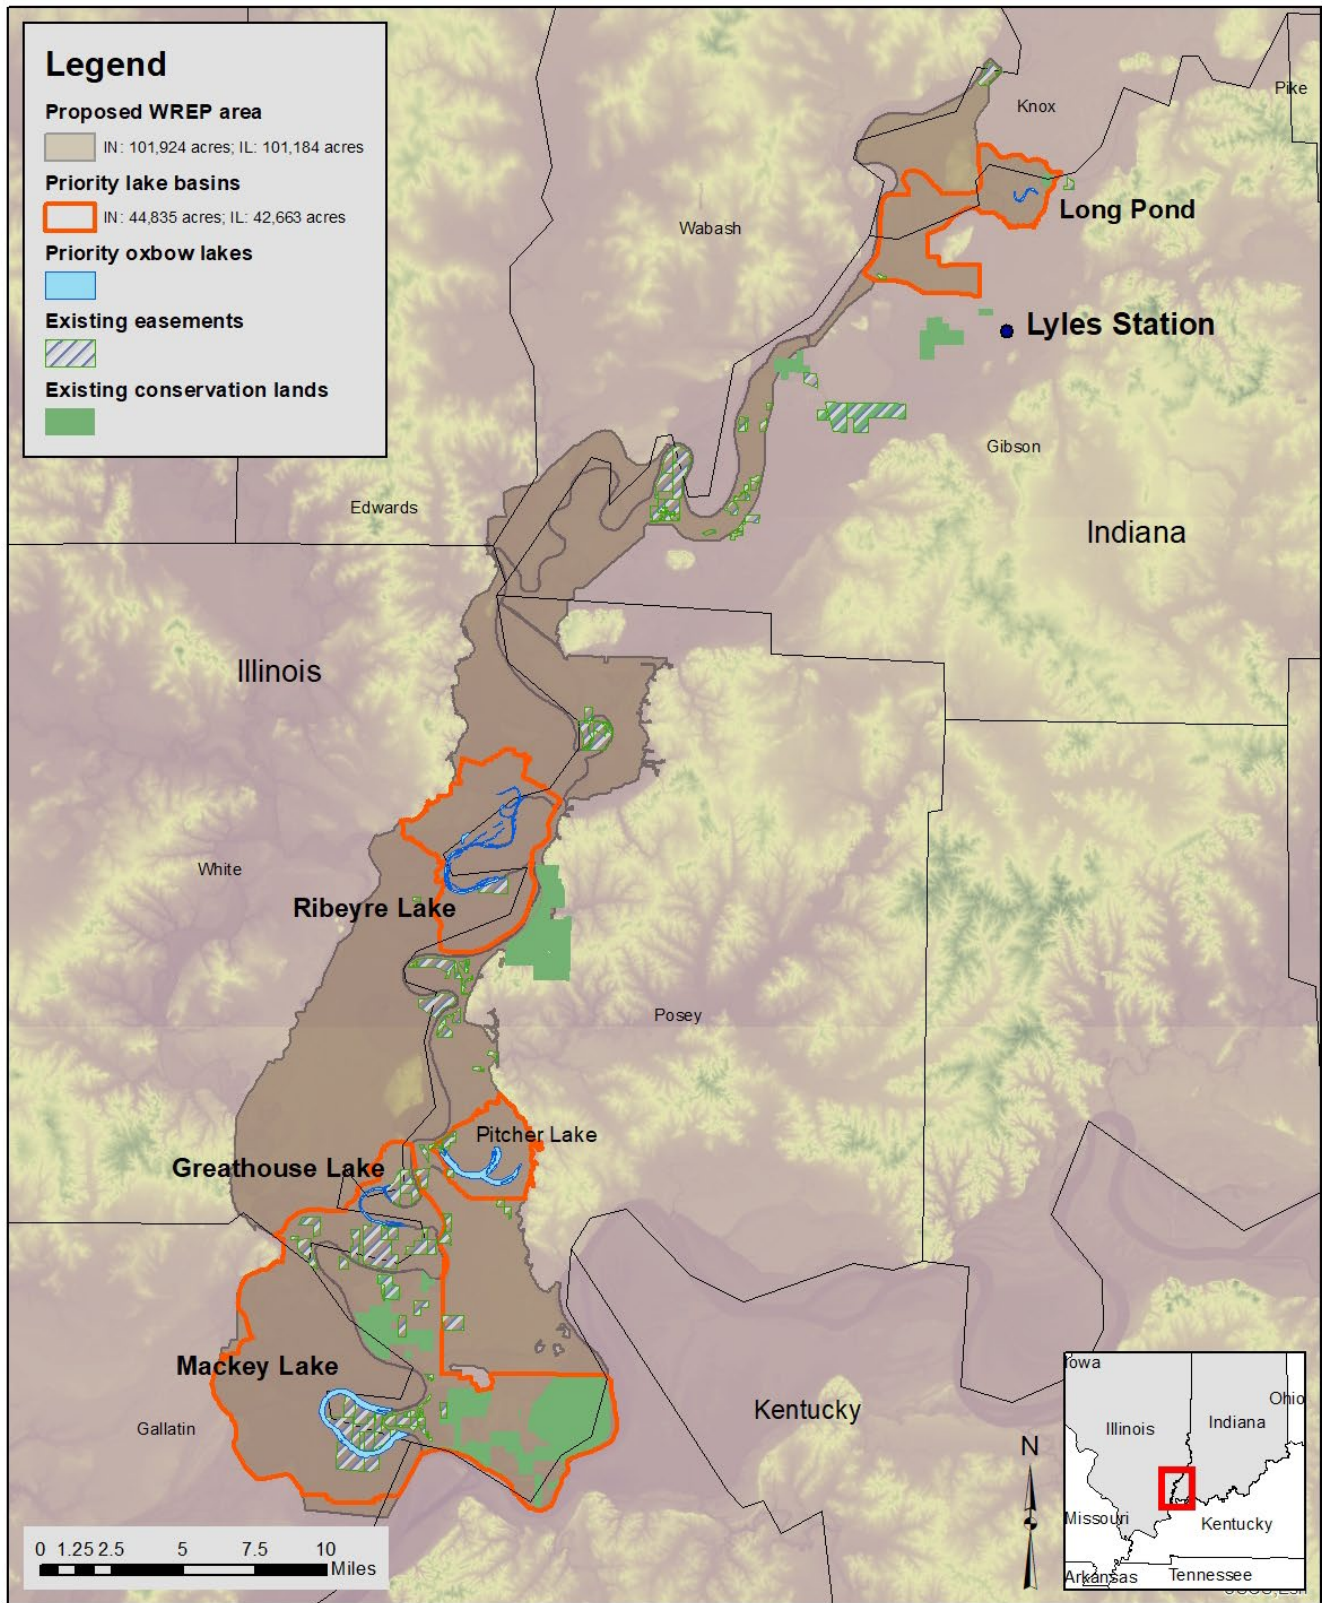 Legend
Proposed WREP area
IN: 101,924 acres; IL: 101,184 acres
Priority lake basins
IN: 44,835 acres; IL: 42,663 acres
Priority oxbow lakes
Existing easements
Existing conservation lands
Pike
Knox
Long Pond
Wabash
Lyles Station
Gibson
Edwards
Indiana
Illinois
White
Ribeyre Lake
Posey
Pitcher Lake
Greathouse Lake
Mackey Lake
Gallatin
Kentucky
N
0 1.25 2.5 5 7.5 10
Miles
Iowa
Ohio
Illinois
Indiana
Missouri
Kentucky
Arkansas
Tennessee